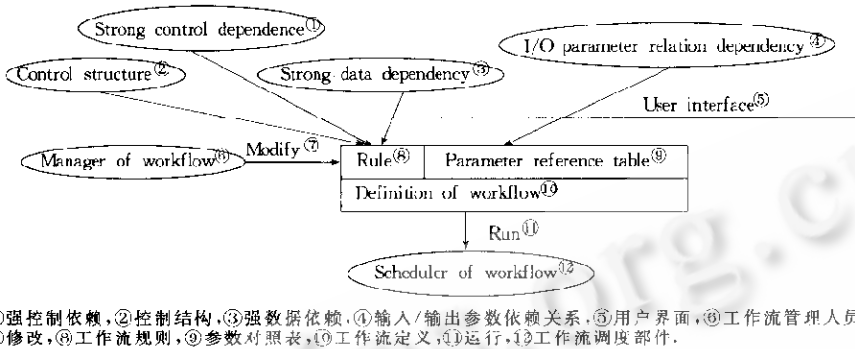 Strong control dependence①
I/O parameter relation dependency④
Control structure②
Strong data dependency③
User interface⑤
Manager of workflow⑥
Modify⑦
Rule⑧
Parameter reference table⑨
Definition of workflow⑩
Run⑪
Scheduler of workflow⑫
①强控制依赖,②控制结构,③强数据依赖,④输入/输出参数依赖关系,⑤用户界面,⑥工作流管理人员
⑦修改,⑧工作流规则,⑨参数对照表,⑩工作流定义,⑪运行,⑫工作流调度部件.
org.c